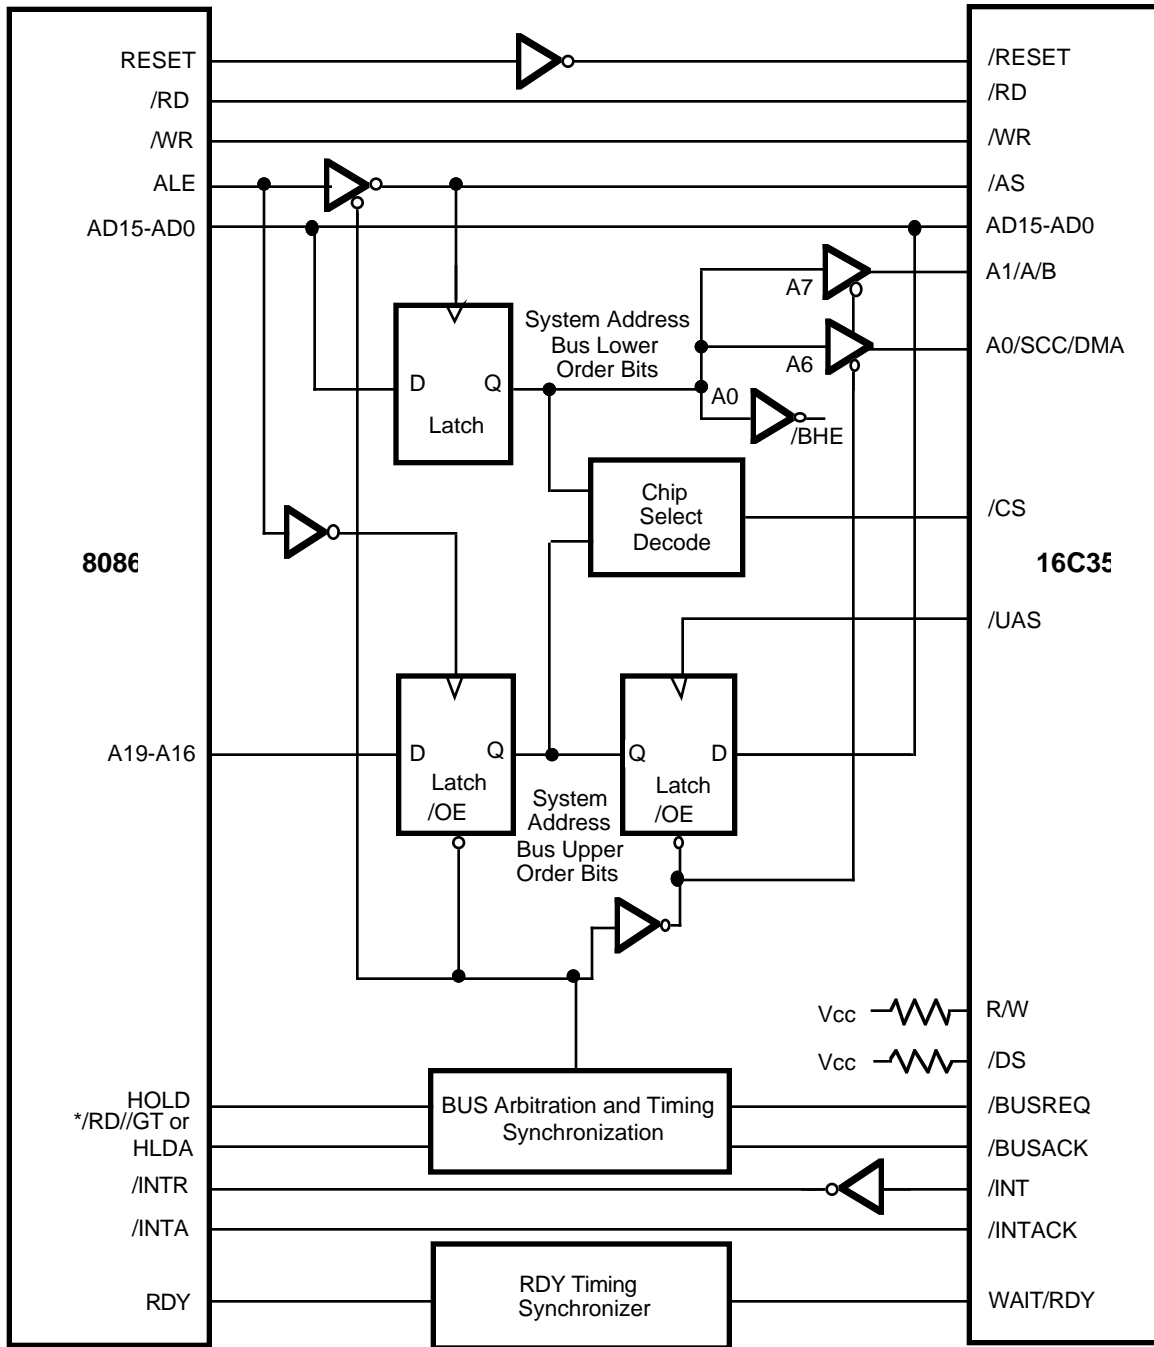 RESET
/RD
/WR
ALE
AD15-AD0
/RESET
/RD
/WR
/AS
AD15-AD0
A1/A/B
A0/SCC/DMA
A7
A6
A0
/BHE
System Address
Bus Lower
Order Bits
D
Q
Latch
Chip
Select
Decode
/CS
8086
16C35
/UAS
A19-A16
D
Q
Latch
/OE
Q
D
Latch
/OE
System
Address
Bus Upper
Order Bits
Vcc
R/W
Vcc
/DS
HOLD
*/RD//GT or
HLDA
BUS Arbitration and Timing
Synchronization
/BUSREQ
/BUSACK
/INTR
/INT
/INTA
/INTACK
RDY
RDY Timing
Synchronizer
WAIT/RDY